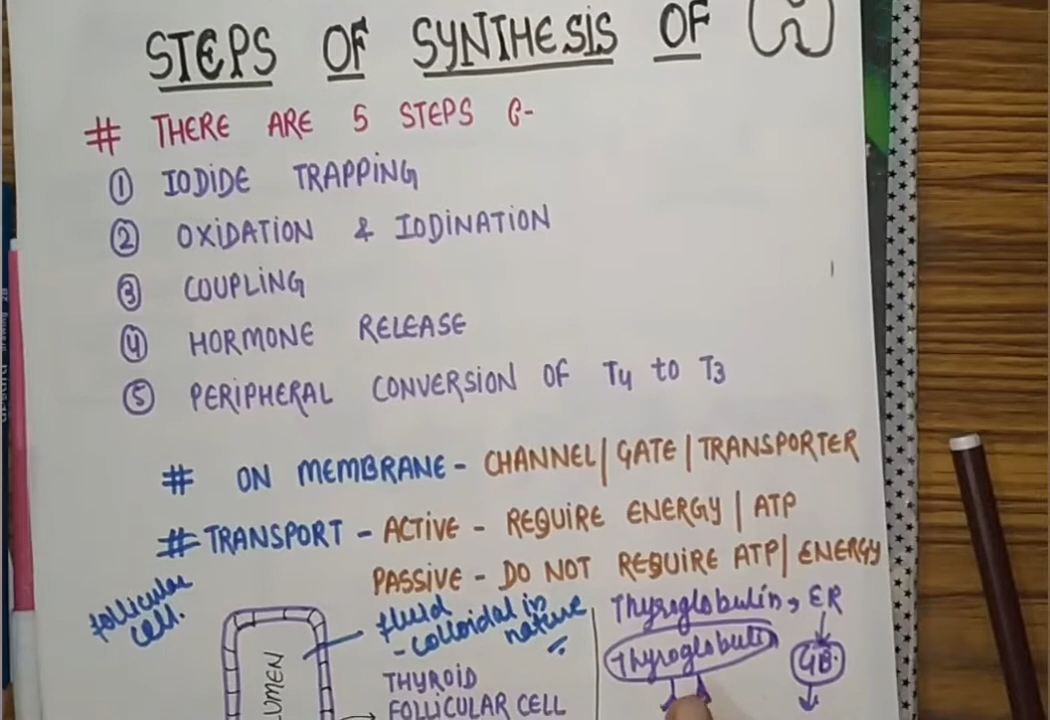 STEPS OF SYNTHESIS OF
# THERE ARE 5 STEPS :-
① IODIDE TRAPPING
② OXIDATION & IODINATION
③ COUPLING
④ HORMONE RELEASE
⑤ PERIPHERAL CONVERSION OF T4 to T3
# ON MEMBRANE - CHANNEL | GATE | TRANSPORTER
# TRANSPORT - ACTIVE - REQUIRE ENERGY | ATP
PASSIVE - DO NOT REQUIRE ATP | ENERGY
follicular
cell.
LUMEN
fluid
- colloidal in
nature
THYROID
FOLLICULAR CELL
Thyroglobulin, ER
Thyroglobuli
GB.